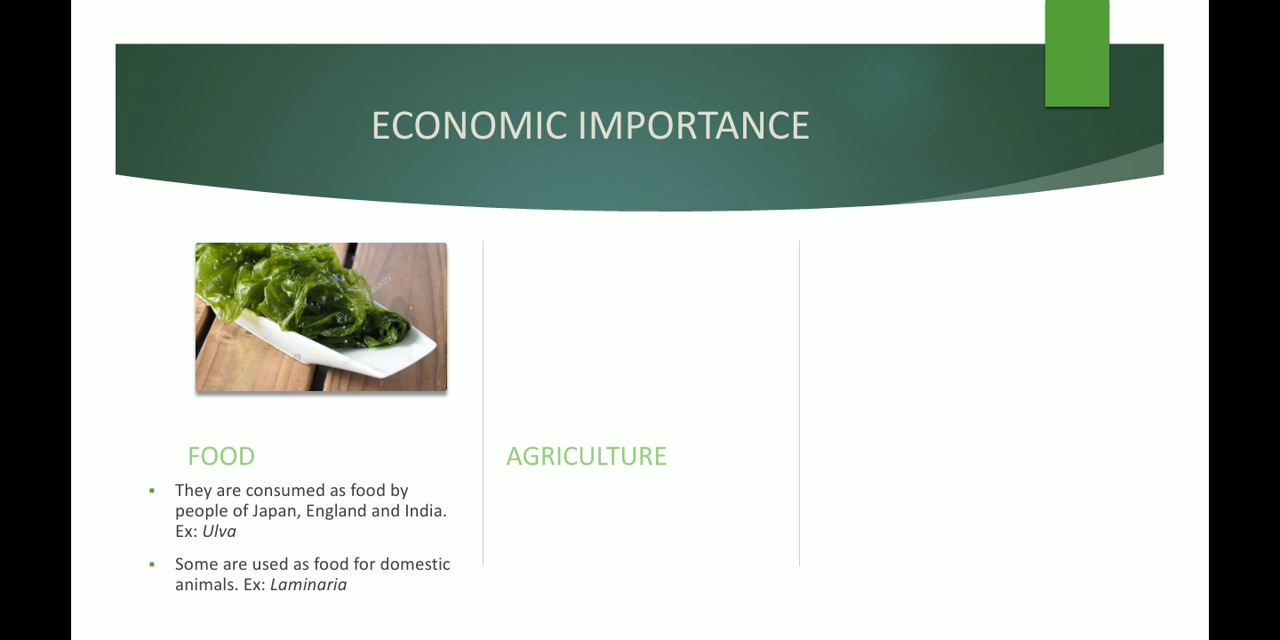 ECONOMIC IMPORTANCE
FOOD
They are consumed as food by
people of Japan, England and India.
Ex: Ulva
Some are used as food for domestic
animals. Ex: Laminaria
AGRICULTURE